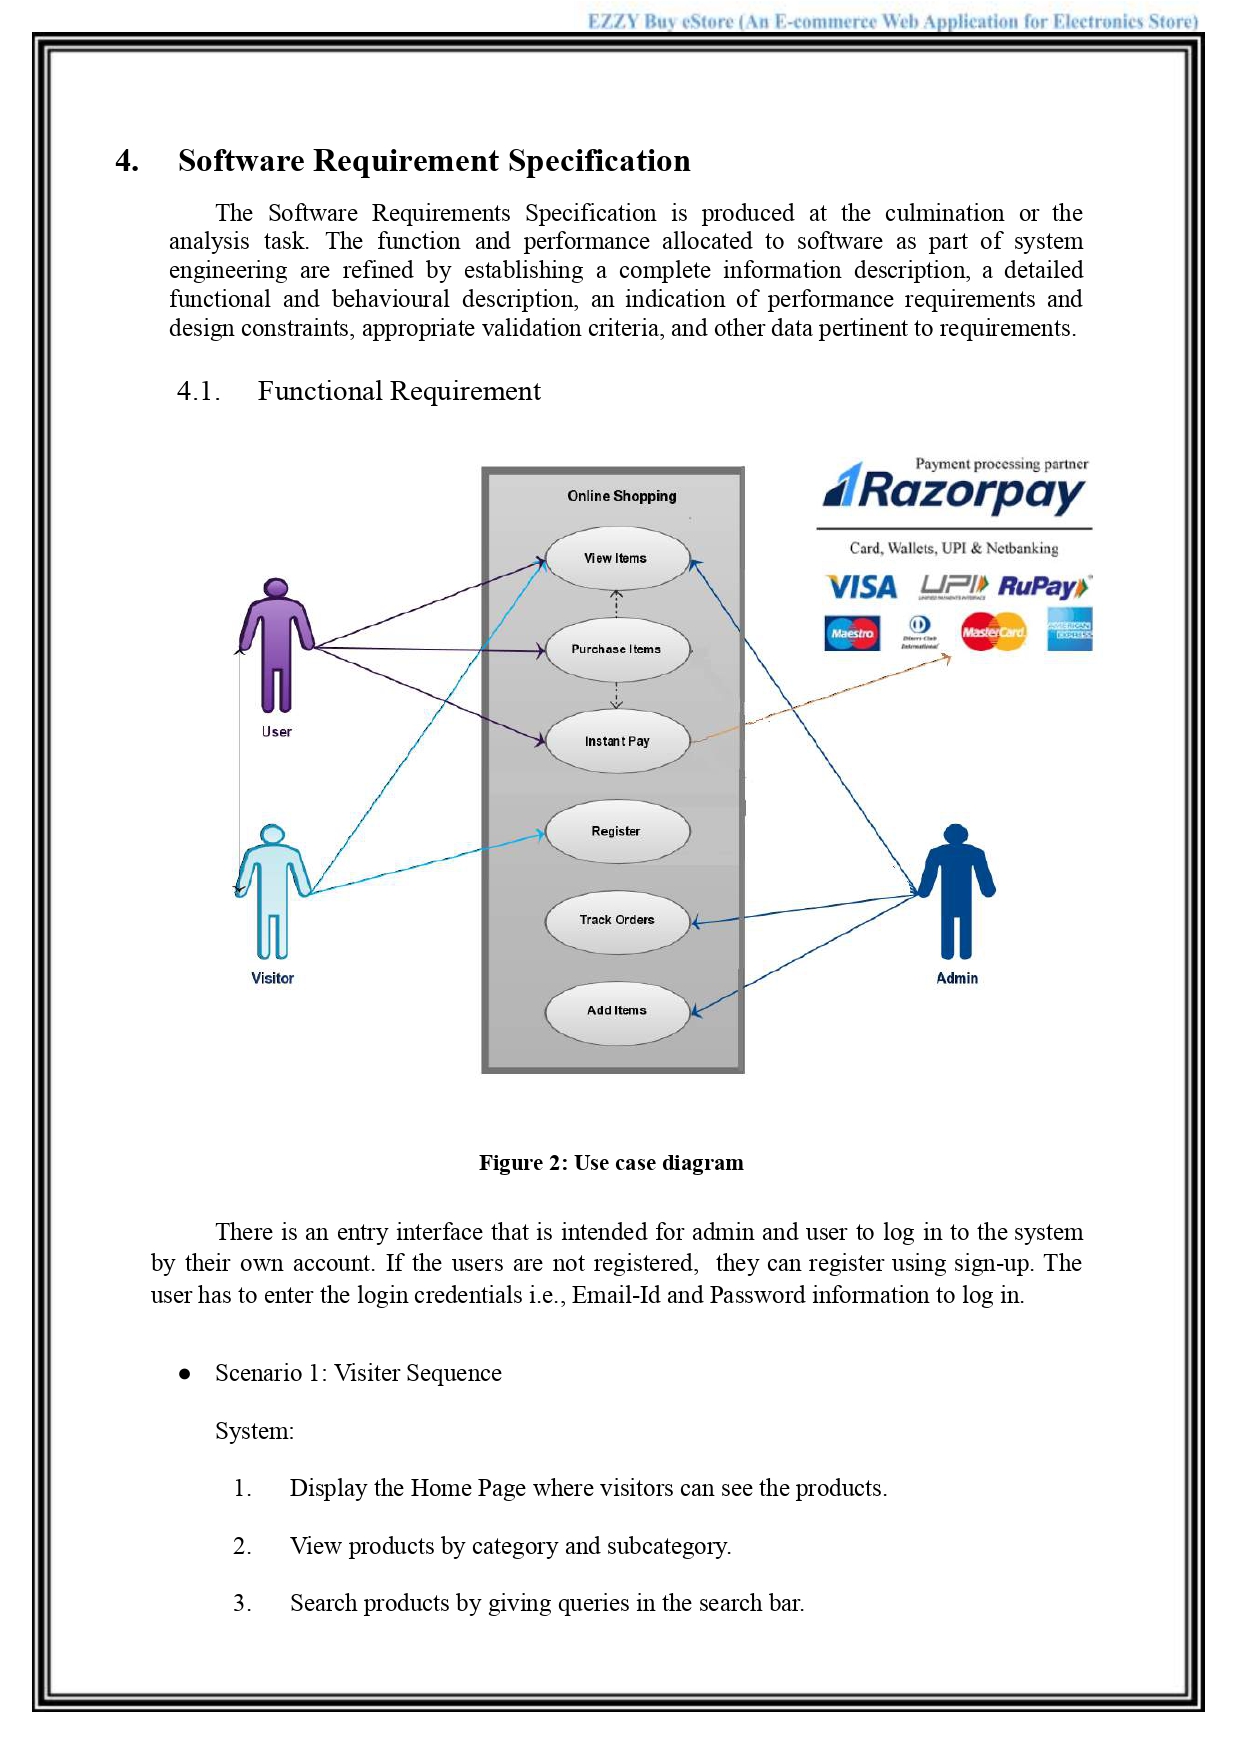 EZZY Buy eStore (An E-commerce Web Application for Electronics Store)
4. Software Requirement Specification
The Software Requirements Specification is produced at the culmination or the
analysis task. The function and performance allocated to software as part of system
engineering are refined by establishing a complete information description, a detailed
functional and behavioural description, an indication of performance requirements and
design constraints, appropriate validation criteria, and other data pertinent to requirements.
4.1. Functional Requirement
Payment processing partner
Razorpay
Card, Wallets, UPI & Netbanking
VISA UPI RuPay
UNIFIED PAYMENTS INTERFACE
Maestro Diners Club International MasterCard AMERICAN EXPRESS
Online Shopping
View Items
Purchase Items
Instant Pay
Register
Track Orders
Add Items
User
Visitor
Admin
Figure 2: Use case diagram
There is an entry interface that is intended for admin and user to log in to the system
by their own account. If the users are not registered, they can register using sign-up. The
user has to enter the login credentials i.e., Email-Id and Password information to log in.
● Scenario 1: Visiter Sequence
System:
1. Display the Home Page where visitors can see the products.
2. View products by category and subcategory.
3. Search products by giving queries in the search bar.